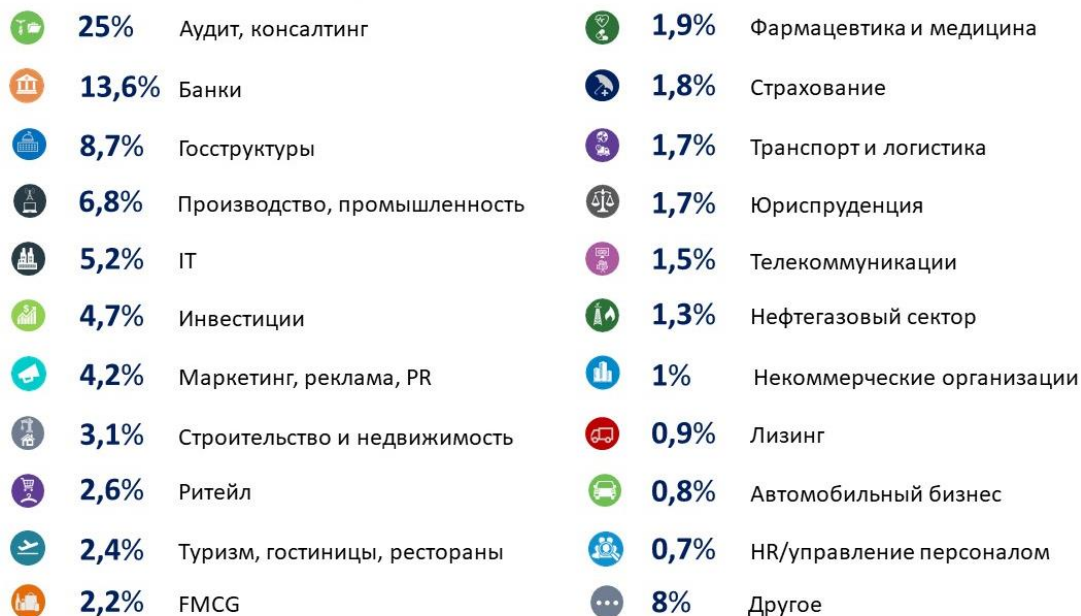 25% Аудит, консалтинг
13,6% Банки
8,7% Госструктуры
6,8% Производство, промышленность
5,2% IT
4,7% Инвестиции
4,2% Маркетинг, реклама, PR
3,1% Строительство и недвижимость
2,6% Ритейл
2,4% Туризм, гостиницы, рестораны
2,2% FMCG
1,9% Фармацевтика и медицина
1,8% Страхование
1,7% Транспорт и логистика
1,7% Юриспруденция
1,5% Телекоммуникации
1,3% Нефтегазовый сектор
1% Некоммерческие организации
0,9% Лизинг
0,8% Автомобильный бизнес
0,7% HR/управление персоналом
8% Другое